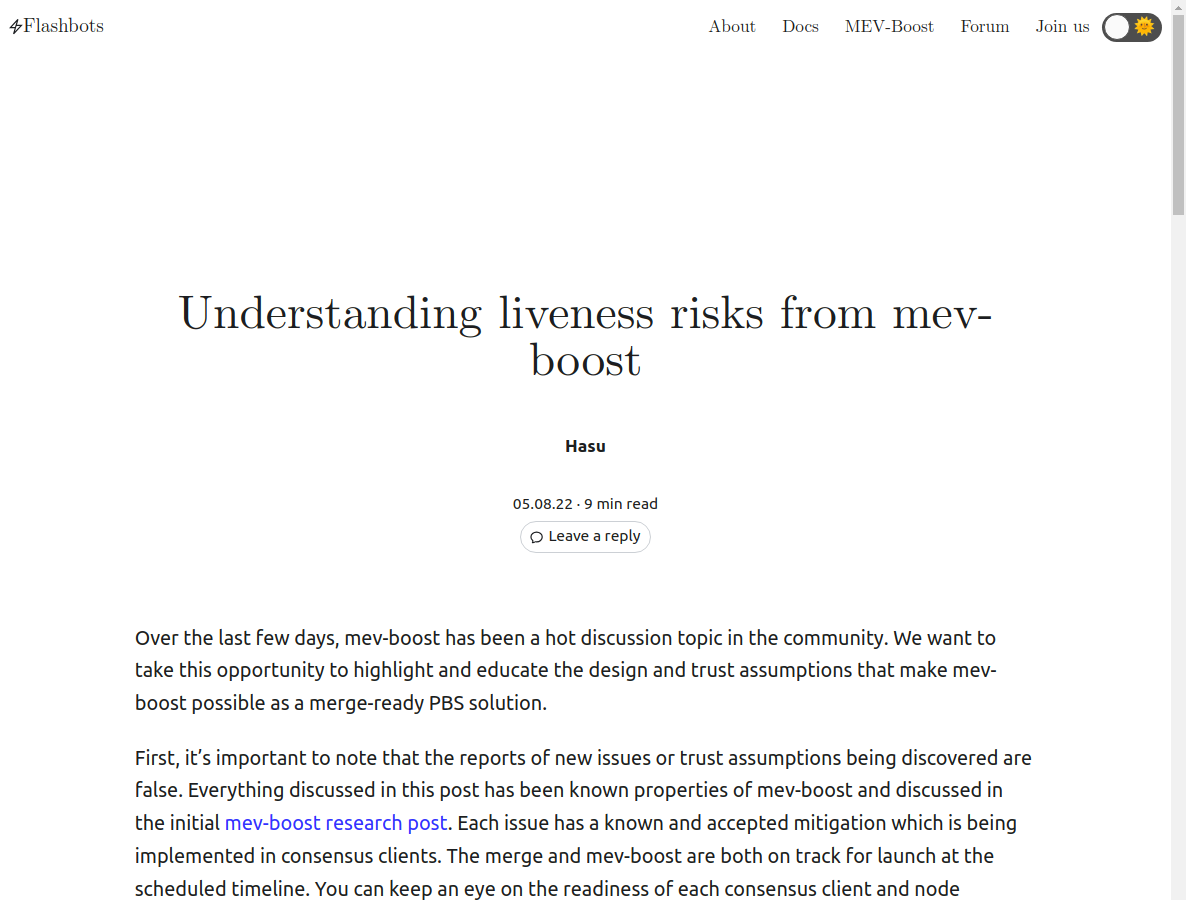 Flashbots
About Docs MEV-Boost Forum Join us
Understanding liveness risks from mev-
boost
Hasu
05.08.22 · 9 min read
Leave a reply
Over the last few days, mev-boost has been a hot discussion topic in the community. We want to
take this opportunity to highlight and educate the design and trust assumptions that make mev-
boost possible as a merge-ready PBS solution.
First, it’s important to note that the reports of new issues or trust assumptions being discovered are
false. Everything discussed in this post has been known properties of mev-boost and discussed in
the initial mev-boost research post. Each issue has a known and accepted mitigation which is being
implemented in consensus clients. The merge and mev-boost are both on track for launch at the
scheduled timeline. You can keep an eye on the readiness of each consensus client and node